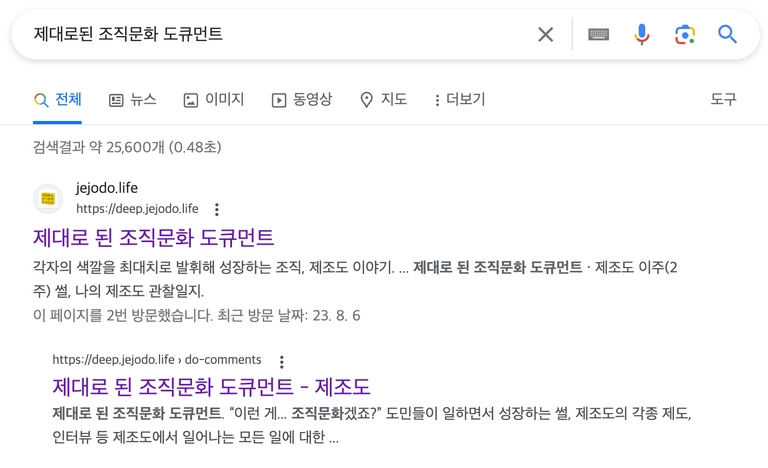 제대로된 조직문화 도큐먼트
전체 뉴스 이미지 동영상 지도 더보기 도구
검색결과 약 25,600개 (0.48초)
jejodo.life
https://deep.jejodo.life
제대로 된 조직문화 도큐먼트
각자의 색깔을 최대치로 발휘해 성장하는 조직, 제조도 이야기. ... 제대로 된 조직문화 도큐먼트 · 제조도 이주(2
주) 썰, 나의 제조도 관찰일지.
이 페이지를 2번 방문했습니다. 최근 방문 날짜: 23. 8. 6
https://deep.jejodo.life › do-comments
제대로 된 조직문화 도큐먼트 - 제조도
제대로 된 조직문화 도큐먼트. “이런 게... 조직문화겠죠?” 도민들이 일하면서 성장하는 썰, 제조도의 각종 제도,
인터뷰 등 제조도에서 일어나는 모든 일에 대한 ...